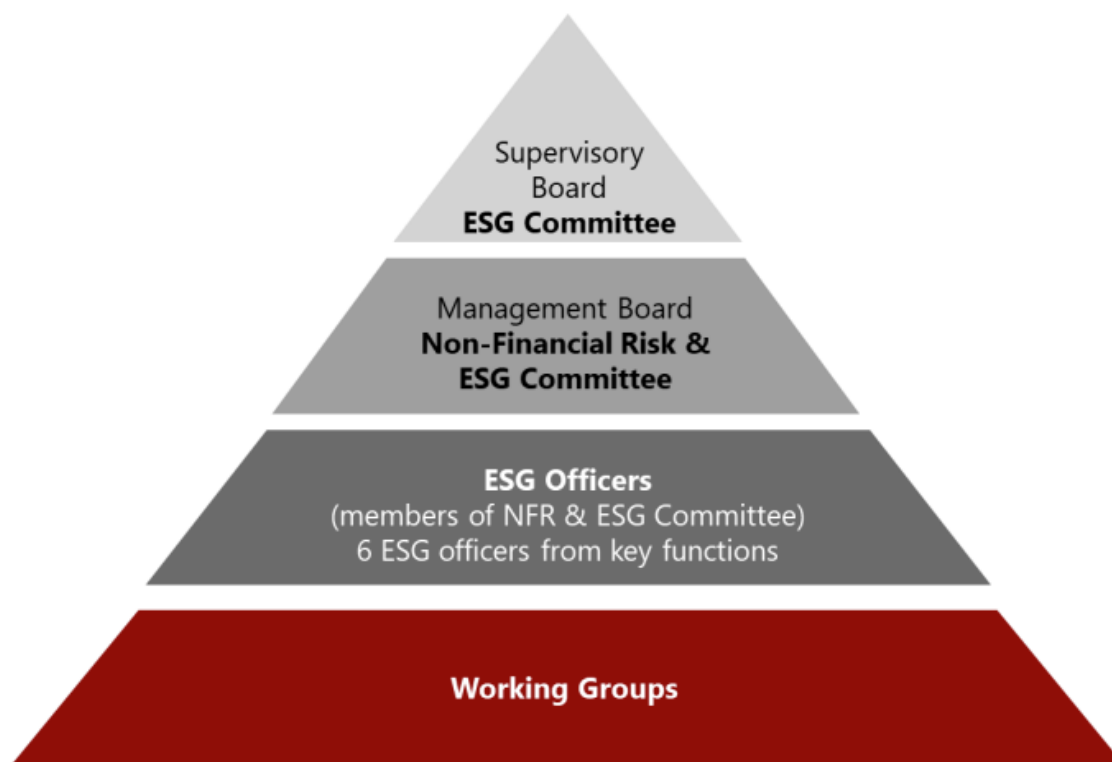 Supervisory
Board
ESG Committee
Management Board
Non-Financial Risk &
ESG Committee
ESG Officers
(members of NFR & ESG Committee)
6 ESG officers from key functions
Working Groups